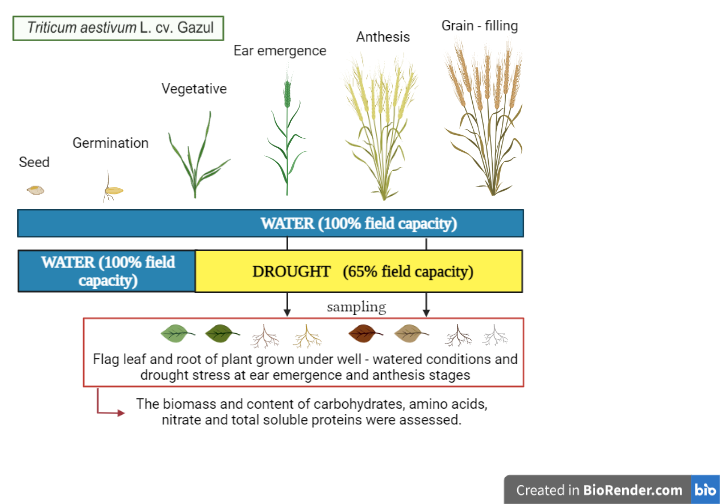 Triticum aestivum L. cv. Gazul
Seed
Germination
Vegetative
Ear emergence
Anthesis
Grain - filling
WATER (100% field capacity)
WATER (100% field
capacity)
DROUGHT (65% field capacity)
sampling
Flag leaf and root of plant grown under well - watered conditions and
drought stress at ear emergence and anthesis stages
The biomass and content of carbohydrates, amino acids,
nitrate and total soluble proteins were assessed.
Created in BioRender.com bio